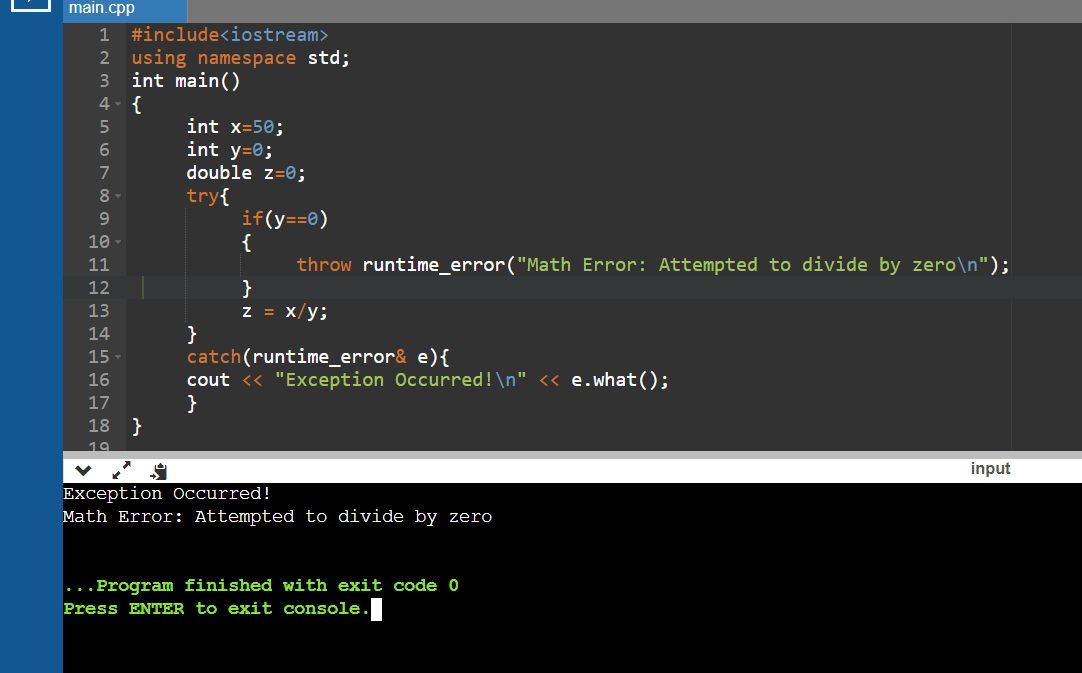 main.cpp
1 #include<iostream>
2 using namespace std;
3 int main()
4 {
5 int x=50;
6 int y=0;
7 double z=0;
8 try{
9 if(y==0)
10 {
11 throw runtime_error("Math Error: Attempted to divide by zero\n");
12 }
13 z = x/y;
14 }
15 catch(runtime_error& e){
16 cout << "Exception Occurred!\n" << e.what();
17 }
18 }
19
input
Exception Occurred!
Math Error: Attempted to divide by zero
...Program finished with exit code 0
Press ENTER to exit console.